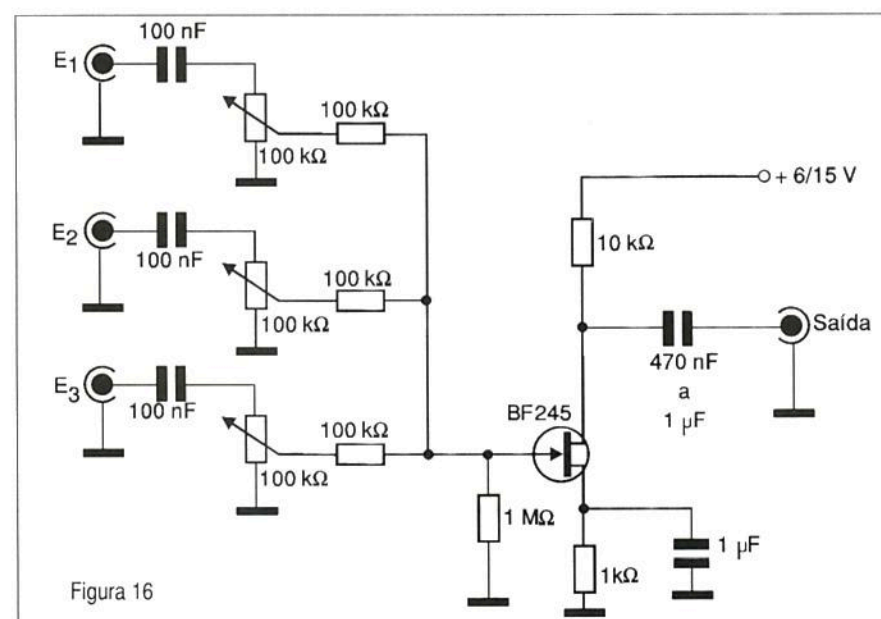 100 nF
E1
100 kΩ
100 kΩ
+ 6/15 V
E2
100 nF
10 kΩ
100 kΩ
100 kΩ
Saída
470 nF
a
1 µF
E3
100 nF
BF245
100 kΩ
100 kΩ
1 MΩ
1 µF
1kΩ
Figura 16